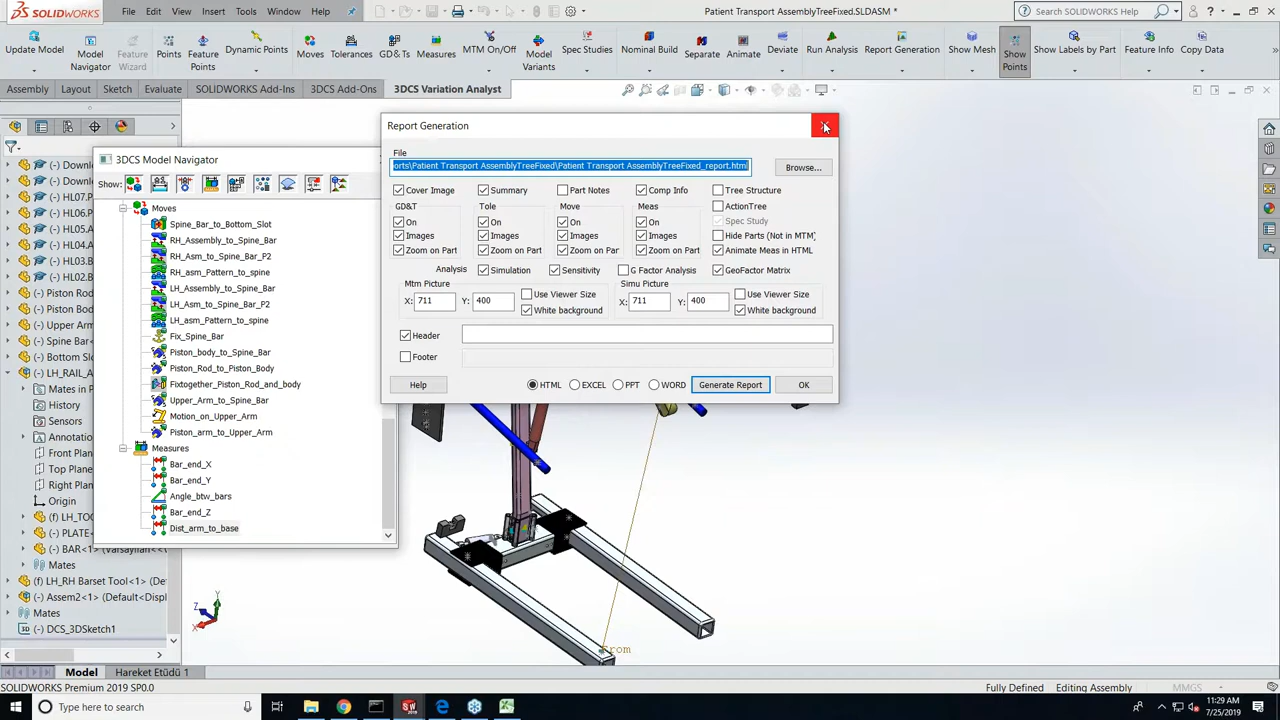 SOLIDWORKS File Edit View Insert Tools Window Help Patient Transport AssemblyTreeFixed.SLDASM * Search SOLIDWORKS Help
Update Model Model Navigator Feature Wizard Points Feature Points Dynamic Points Moves Tolerances GD&Ts Measures MTM On/Off Model Variants Spec Studies Nominal Build Separate Animate Deviate Run Analysis Report Generation Show Mesh Show Points Show Labels by Part Feature Info Copy Data
Assembly Layout Sketch Evaluate SOLIDWORKS Add-Ins 3DCS Add-Ons 3DCS Variation Analyst
Report Generation
File
orts\Patient Transport AssemblyTreeFixed\Patient Transport AssemblyTreeFixed_report.html Browse...
Cover Image Summary Part Notes Comp Info Tree Structure
GD&T Tole Move Meas ActionTree
On On On On Spec Study
Images Images Images Images Hide Parts (Not in MTM)
Zoom on Part Zoom on Part Zoom on Par Zoom on Part Animate Meas in HTML
Analysis Simulation Sensitivity G Factor Analysis GeoFactor Matrix
Mtm Picture Simu Picture
X: 711 Y: 400 Use Viewer Size White background X: 711 Y: 400 Use Viewer Size White background
Header
Footer
Help HTML EXCEL PPT WORD Generate Report OK
3DCS Model Navigator
Show:
Moves
Spine_Bar_to_Bottom_Slot
RH_Assembly_to_Spine_Bar
RH_Asm_to_Spine_Bar_P2
RH_asm_Pattern_to_spine
LH_Assembly_to_Spine_Bar
LH_Asm_to_Spine_Bar_P2
LH_asm_Pattern_to_spine
Fix_Spine_Bar
Piston_body_to_Spine_Bar
Piston_Rod_to_Piston_Body
Fixtogether_Piston_Rod_and_body
Upper_Arm_to_Spine_Bar
Motion_on_Upper_Arm
Piston_arm_to_Upper_Arm
Measures
Bar_end_X
Bar_end_Y
Angle_btw_bars
Bar_end_Z
Dist_arm_to_base
(-) Downlo
(-) Downlo
(-) HL07.F
(-) HL06.P
(-) HL05.A
(-) HL04.A
(-) HL03.B
(-) HL02.B
Piston Rod
Piston Bod
Upper Arm
Spine Bar<
Bottom Slo
(-) LH_RAIL_A
Mates in P
History
Sensors
Annotation
Front Plan
Top Plane
Right Plan
Origin
(f) LH_TOO
(-) PLATE<
(f) BAR<1> (Varsayılan<<V
Mates
(f) LH_RH Barset Tool<1> (De
(-) Assem2<1> (Default<Displ
Mates
(-) DCS_3DSketch1
From
Z Y X
Model Hareket Etüdü 1
SOLIDWORKS Premium 2019 SP0.0 Fully Defined Editing Assembly MMGS
Type here to search 11:29 AM
7/25/2019